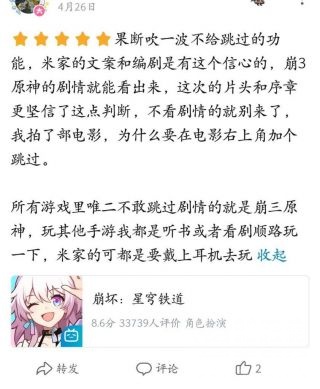 4月26日
果断吹一波不给跳过的功
能，米家的文案和编剧是有这个信心的，崩3
原神的剧情就能看出来，这次的片头和序章
更坚信了这点判断，不看剧情的就别来了，
我拍了部电影，为什么要在电影右上角加个
跳过。
所有游戏里唯二不敢跳过剧情的就是崩三原
神，玩其他手游我都是听书或者看剧顺路玩
一下，米家的可都是要戴上耳机去玩 收起
崩坏：星穹铁道
8.6分 33739人评价 角色扮演
转发 评论 2